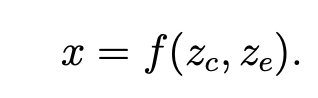 x = f(z_c, z_e).